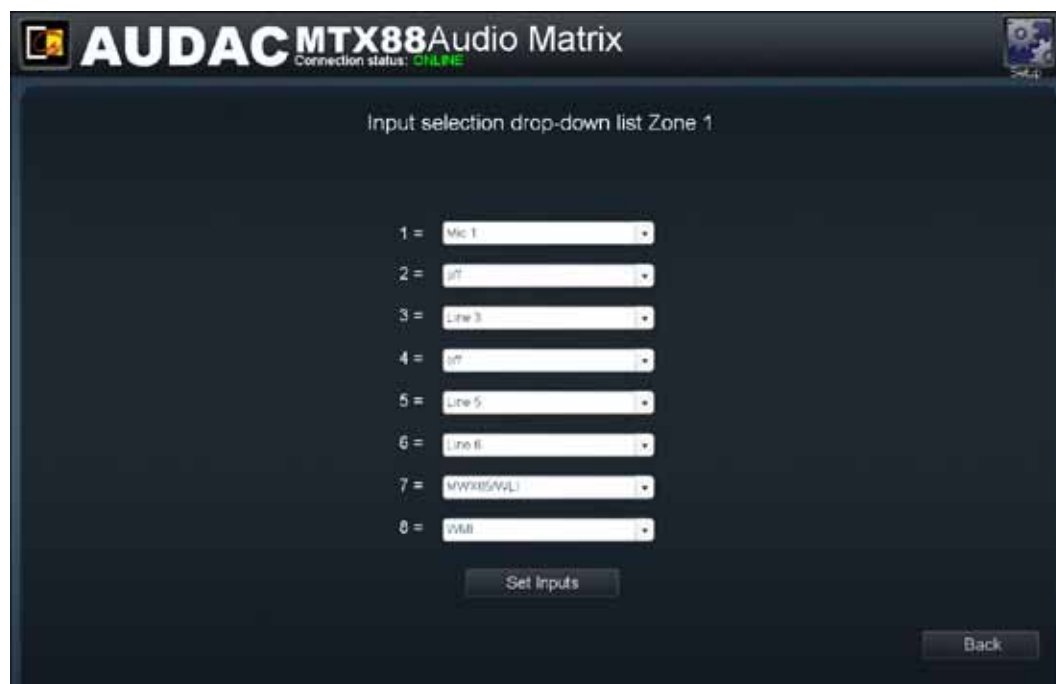 AUDAC MTX88 Audio Matrix
Connection status: ONLINE
Setup
Input selection drop-down list Zone 1
1 = Mic 1
2 = off
3 = Line 3
4 = off
5 = Line 5
6 = Line 6
7 = MWX65/WLI
8 = WMI
Set Inputs
Back